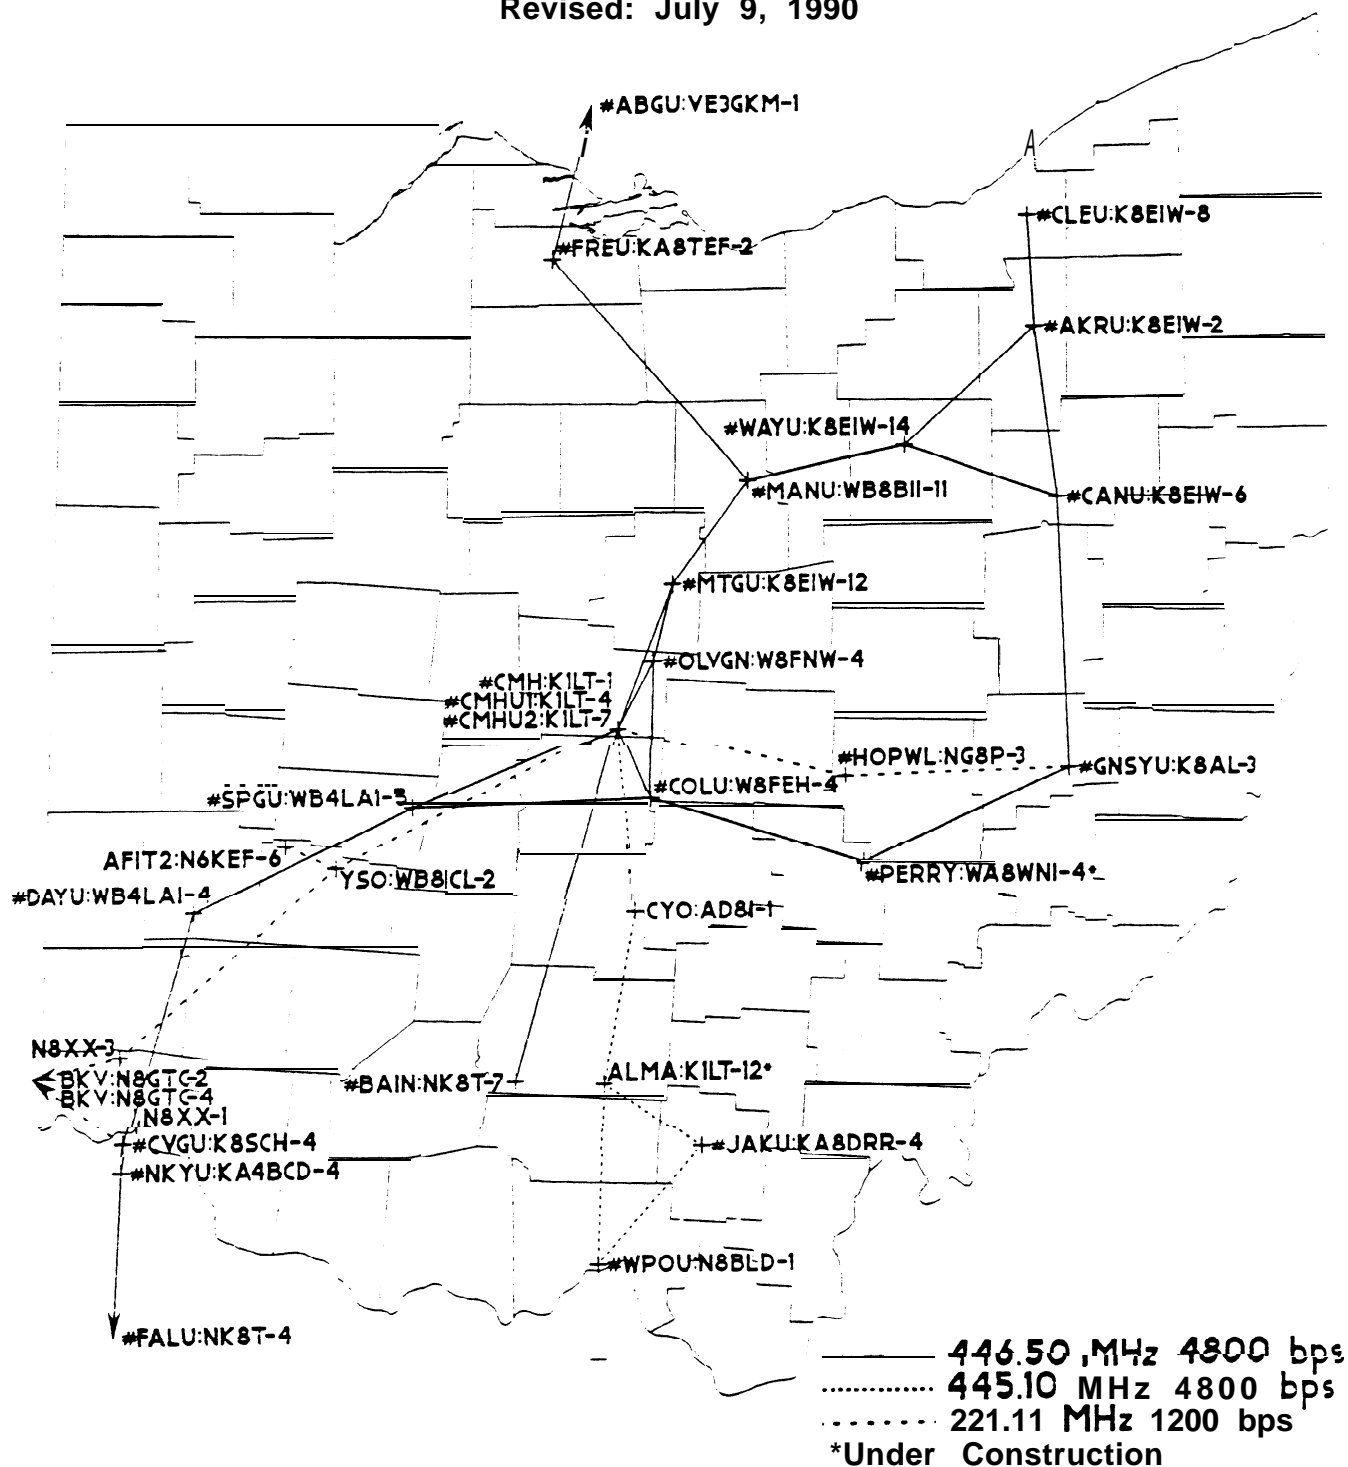 Revised: July 9, 1990
#ABGU:VE3GKM-1
#CLEU:K8EIW-8
#FREU:KA8TEF-2
#AKRU:K8EIW-2
#WAYU:K8EIW-14
#MANU:WB8BII-11
#CANU:K8EIW-6
#MTGU:K8EIW-12
#OLVGN:W8FNW-4
#CMH:K1LT-1
#CMHU1:K1LT-4
#CMHU2:K1LT-7
#HOPWL:NG8P-3
#GNSYU:K8AL-3
#COLU:W8FEH-4
#SPGU:WB4LAI-5
AFIT2:N6KEF-6
YSO:WB8ICL-2
#PERRY:WA8WNI-4*
#DAYU:WB4LAI-4
CYO:AD8I-1
N8XX-3
BKV:N8GTC-2
BKV:N8GTC-4
#BAIN:NK8T-7
ALMA:K1LT-12*
N8XX-1
#CVGU:K8SCH-4
#JAKU:KA8DRR-4
#NKYU:KA4BCD-4
#WPOU:N8BLD-1
#FALU:NK8T-4
446.50 MHz 4800 bps
445.10 MHz 4800 bps
221.11 MHz 1200 bps
*Under Construction